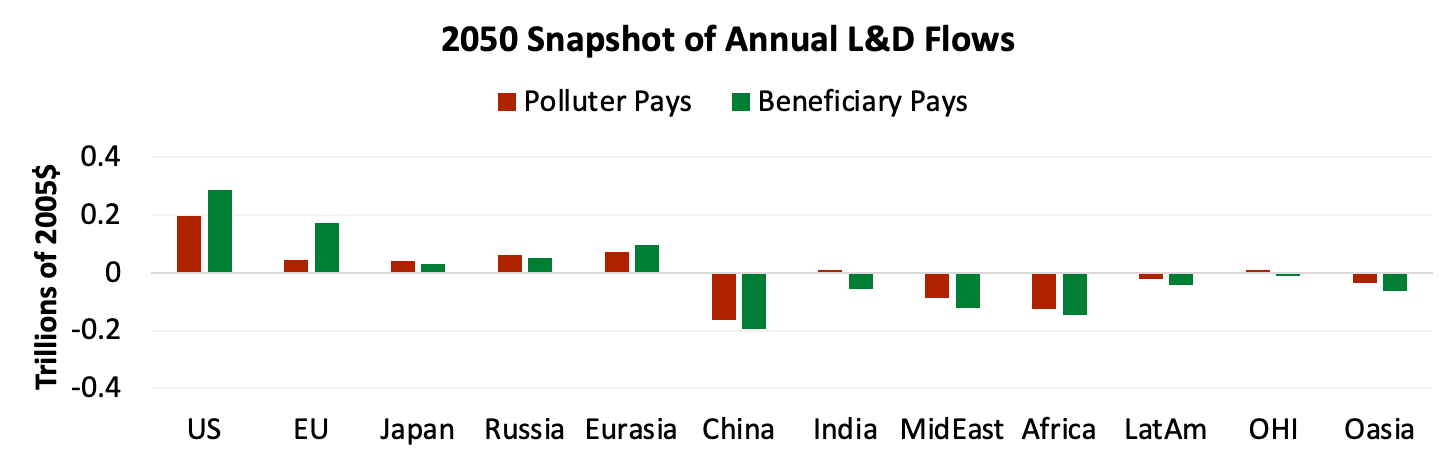 2050 Snapshot of Annual L&D Flows
Polluter Pays Beneficiary Pays
Trillions of 2005$
0.4
0.2
0
-0.2
-0.4
US EU Japan Russia Eurasia China India MidEast Africa LatAm OHI Oasia